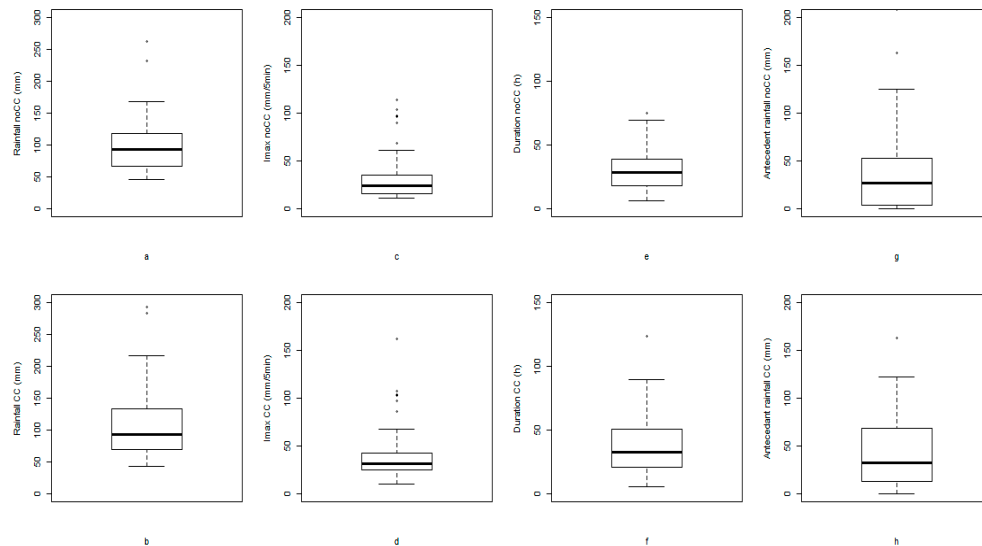 Rainfall noCC (mm)
0 50 100 150 200 250 300
a
Imax noCC (mm/5min)
0 50 100 150 200
c
Duration noCC (h)
0 50 100 150
e
Antecedent rainfall noCC (mm)
0 50 100 150 200
g
Rainfall CC (mm)
0 50 100 150 200 250 300
b
Imax CC (mm/5min)
0 50 100 150 200
d
Duration CC (h)
0 50 100 150
f
Antecedant rainfall CC (mm)
0 50 100 150 200
h